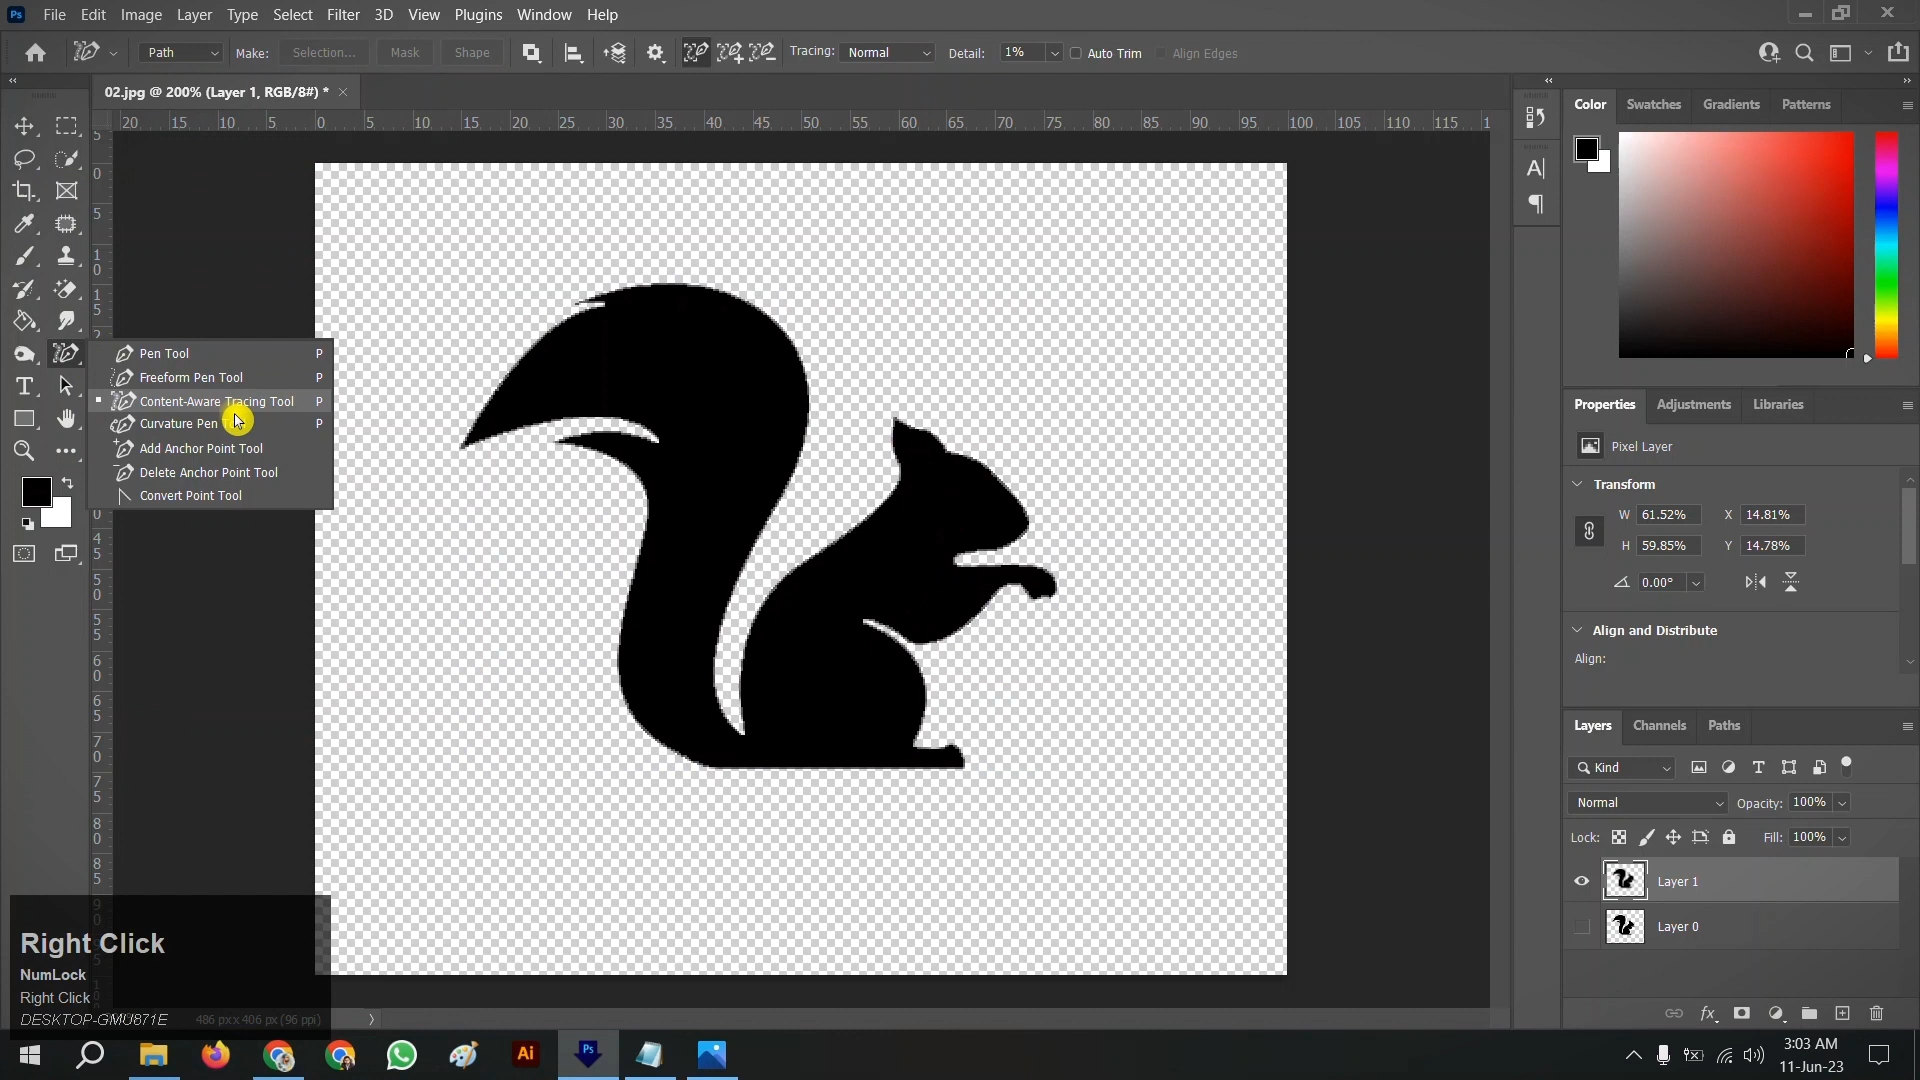 Ps File Edit Image Layer Type Select Filter 3D View Plugins Window Help
Path Make: Selection... Mask Shape Tracing: Normal Detail: 1% Auto Trim Align Edges
02.jpg @ 200% (Layer 1, RGB/8#) *
20 15 10 5 0 5 10 15 20 25 30 35 40 45 50 55 60 65 70 75 80 85 90 95 100 105 110 115 1
Color Swatches Gradients Patterns
Pen Tool P
Freeform Pen Tool P
Content-Aware Tracing Tool P
Curvature Pen P
Add Anchor Point Tool
Delete Anchor Point Tool
Convert Point Tool
Properties Adjustments Libraries
Pixel Layer
Transform
W 61.52% X 14.81%
H 59.85% Y 14.78%
0.00°
Align and Distribute
Align:
Layers Channels Paths
Kind
Normal Opacity: 100%
Lock: Fill: 100%
Layer 1
Layer 0
Right Click
NumLock
Right Click
DESKTOP-GMU871E
486 px x 406 px (96 ppi)
fx
Ai Ps
3:03 AM
11-Jun-23